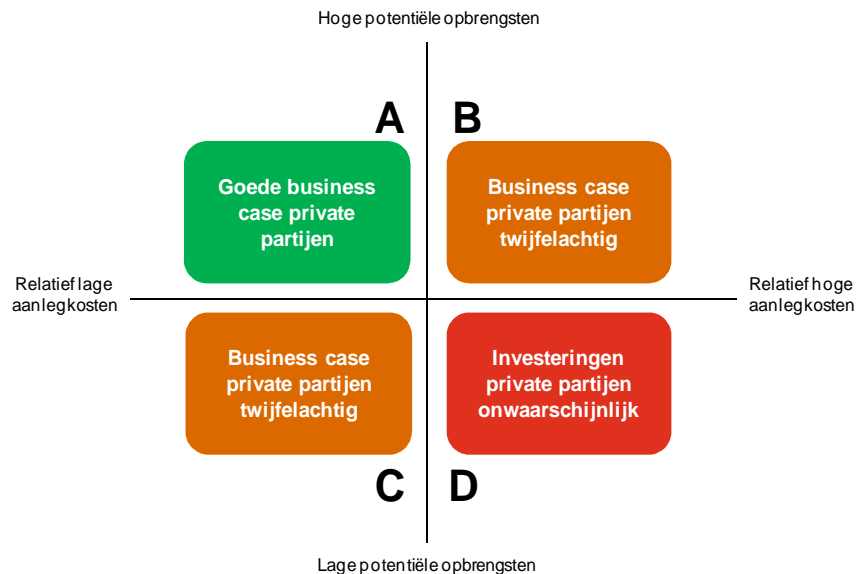 Hoge potentiële opbrengsten
A
B
Goede business
case private
partijen
Business case
private partijen
twijfelachtig
Relatief lage
aanlegkosten
Relatief hoge
aanlegkosten
Business case
private partijen
twijfelachtig
Investeringen
private partijen
onwaarschijnlijk
C
D
Lage potentiële opbrengsten